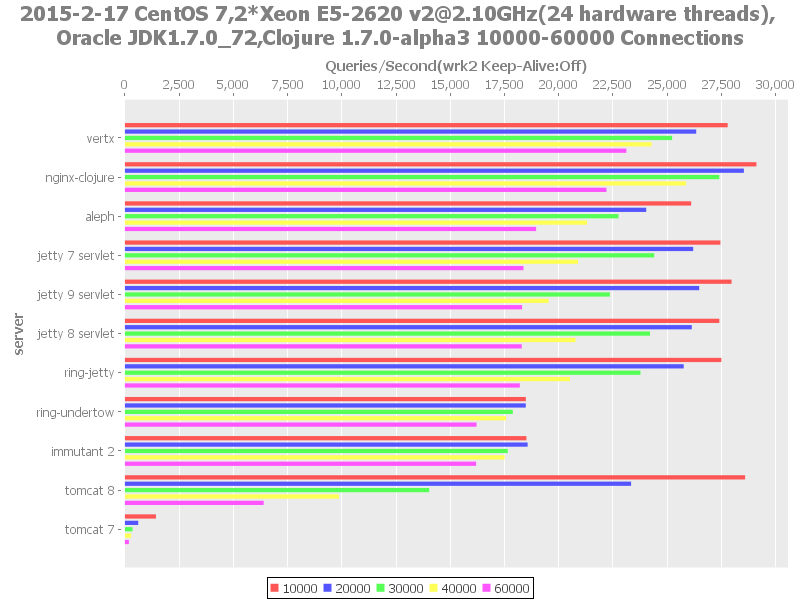 2015-2-17 CentOS 7,2*Xeon E5-2620 v2@2.10GHz(24 hardware threads),
Oracle JDK1.7.0_72,Clojure 1.7.0-alpha3 10000-60000 Connections
Queries/Second(wrk2 Keep-Alive:Off)
0 2,500 5,000 7,500 10,000 12,500 15,000 17,500 20,000 22,500 25,000 27,500 30,000
vertx
nginx-clojure
aleph
jetty 7 servlet
jetty 9 servlet
jetty 8 servlet
ring-jetty
ring-undertow
immutant 2
tomcat 8
tomcat 7
server
10000 20000 30000 40000 60000